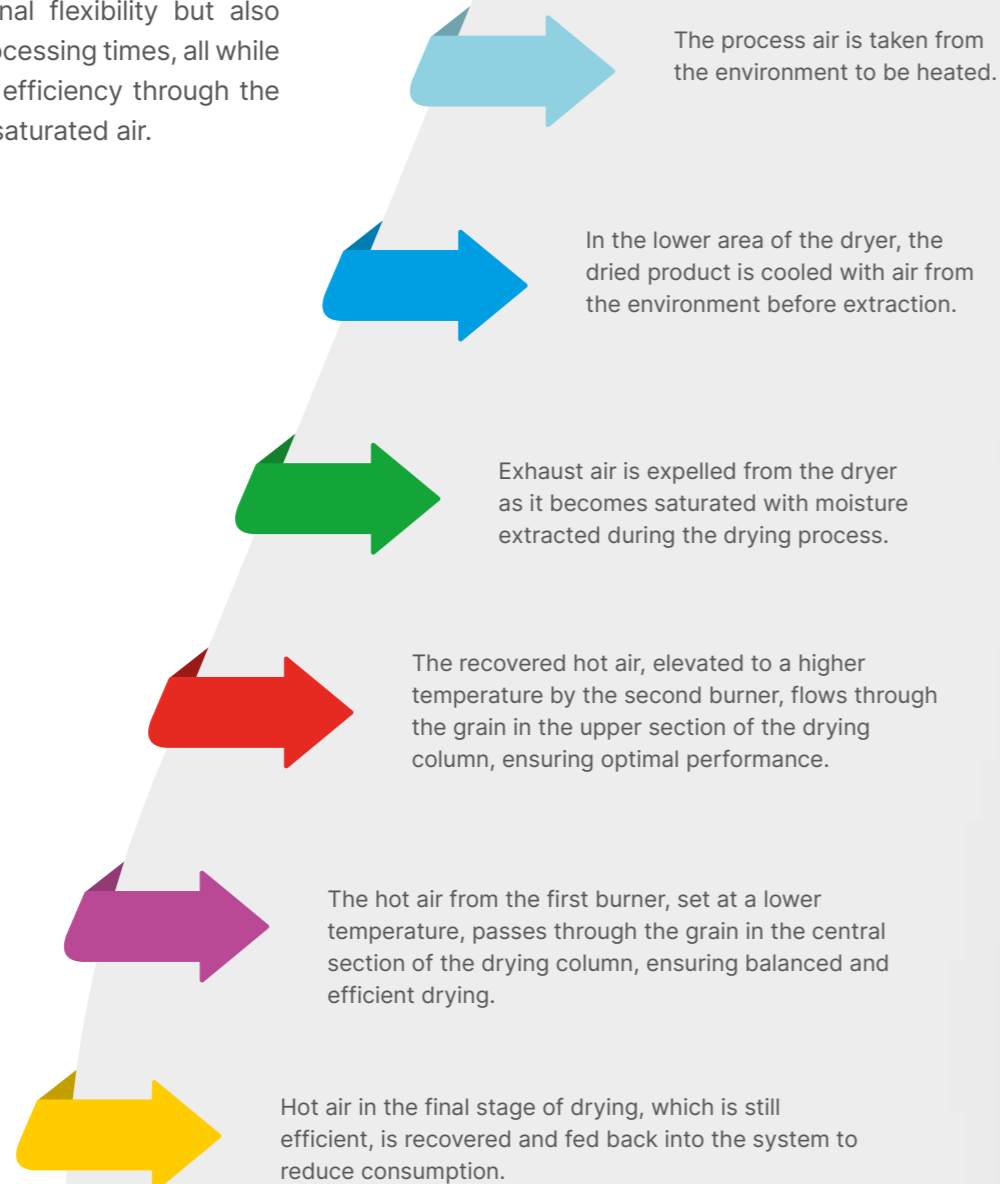 flexibility but also
processing times, all while
efficiency through the
saturated air.
The process air is taken from
the environment to be heated.
In the lower area of the dryer, the
dried product is cooled with air from
the environment before extraction.
Exhaust air is expelled from the dryer
as it becomes saturated with moisture
extracted during the drying process.
The recovered hot air, elevated to a higher
temperature by the second burner, flows through
the grain in the upper section of the drying
column, ensuring optimal performance.
The hot air from the first burner, set at a lower
temperature, passes through the grain in the central
section of the drying column, ensuring balanced and
efficient drying.
Hot air in the final stage of drying, which is still
efficient, is recovered and fed back into the system to
reduce consumption.